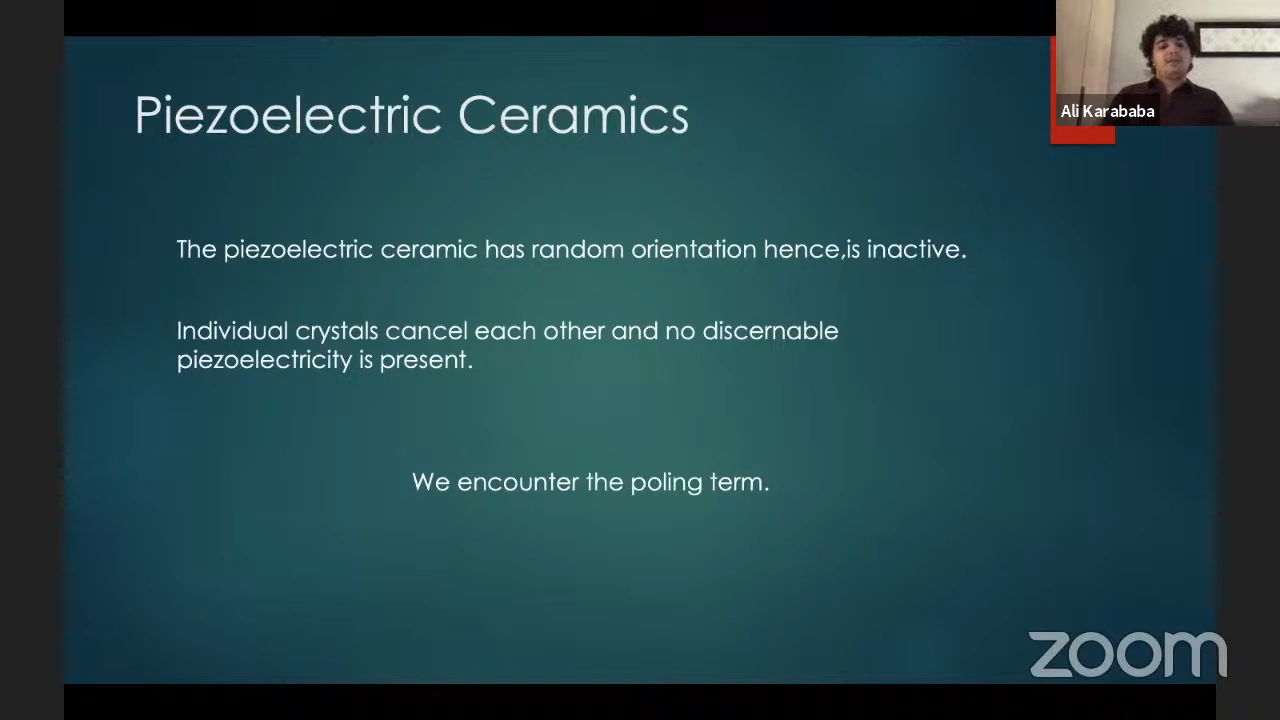 Piezoelectric Ceramics
Ali Karababa
The piezoelectric ceramic has random orientation hence,is inactive.
Individual crystals cancel each other and no discernable
piezoelectricity is present.
We encounter the poling term.
zoom